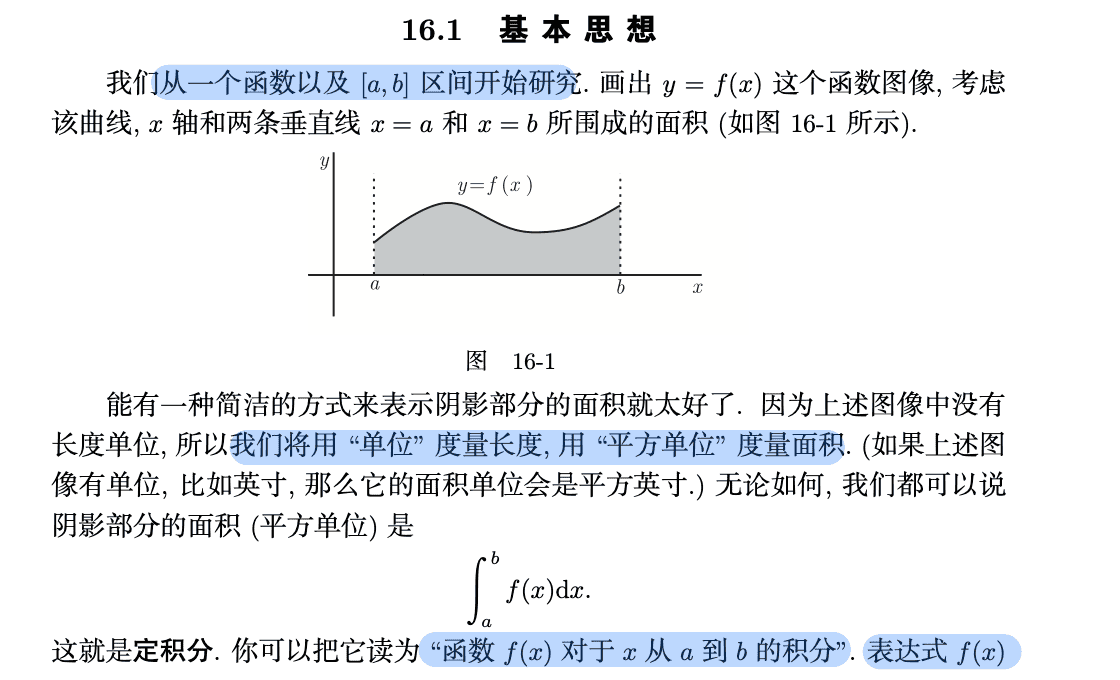 16.1 基本思想
我们从一个函数以及 [a, b] 区间开始研究. 画出 y = f(x) 这个函数图像, 考虑
该曲线, x 轴和两条垂直线 x = a 和 x = b 所围成的面积 (如图 16-1 所示).
y
y=f(x)
a
b
x
图 16-1
能有一种简洁的方式来表示阴影部分的面积就太好了. 因为上述图像中没有
长度单位, 所以我们将用 “单位” 度量长度, 用 “平方单位” 度量面积. (如果上述图
像有单位, 比如英寸, 那么它的面积单位会是平方英寸.) 无论如何, 我们都可以说
阴影部分的面积 (平方单位) 是
∫_a^b f(x)dx.
这就是定积分. 你可以把它读为 “函数 f(x) 对于 x 从 a 到 b 的积分”. 表达式 f(x)